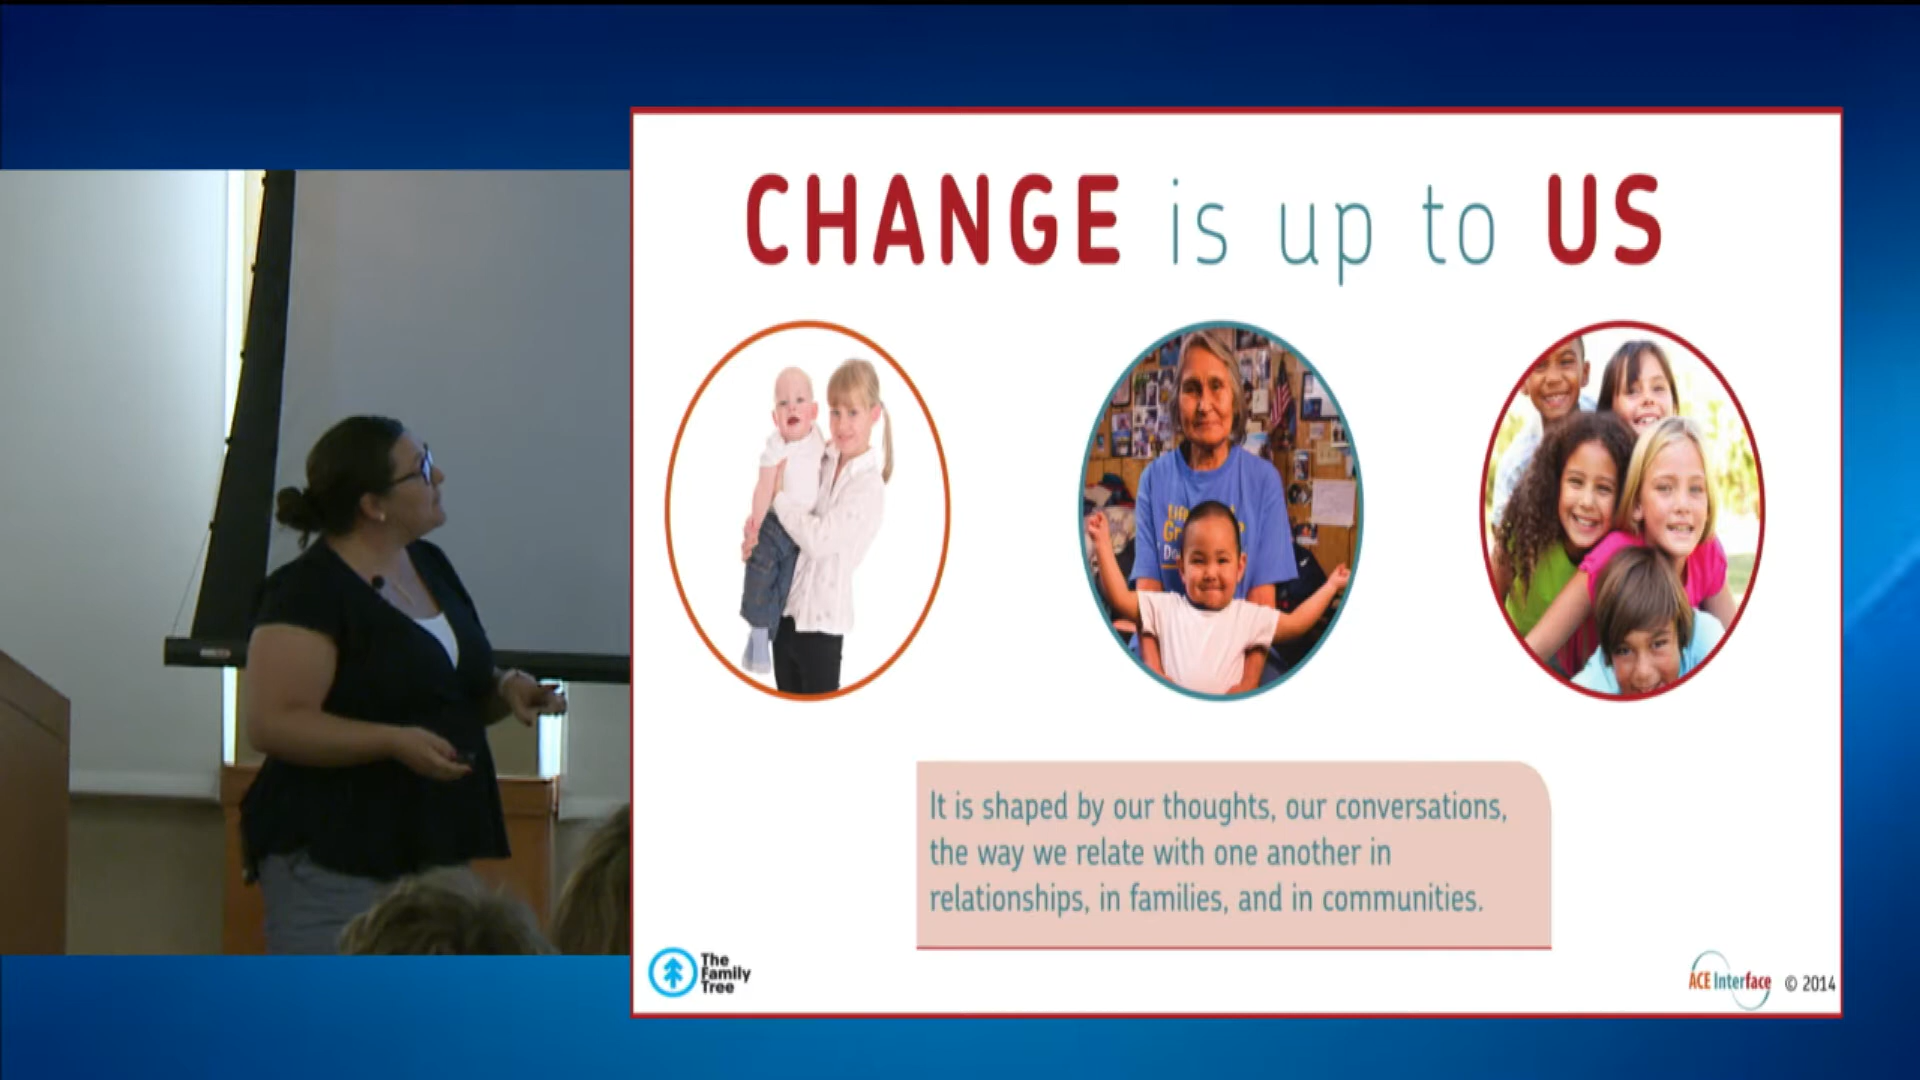 CHANGE is up to US
It is shaped by our thoughts, our conversations,
the way we relate with one another in
relationships, in families, and in communities.
The
Family
Tree
ACE Interface © 2014